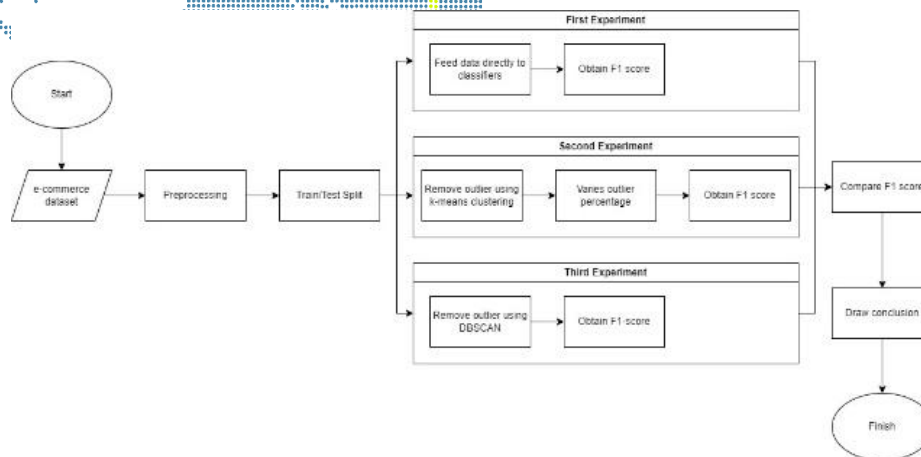 Start
e-commerce
dataset
Preprocessing
Train/Test Split
First Experiment
Feed data directly to
classifiers
Obtain F1 score
Second Experiment
Remove outlier using
k-means clustering
Varies outlier
percentage
Obtain F1 score
Third Experiment
Remove outlier using
DBSCAN
Obtain F1-score
Compare F1 score
Draw conclusion
Finish